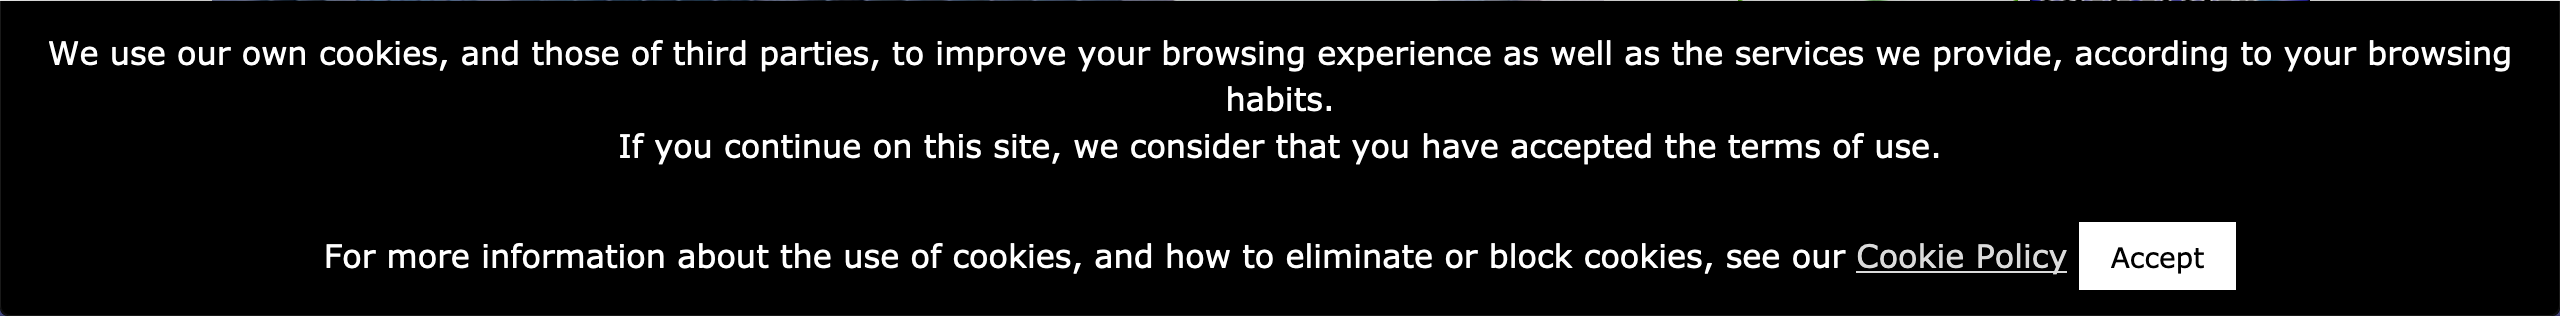 We use our own cookies, and those of third parties, to improve your browsing experience as well as the services we provide, according to your browsing
habits.
If you continue on this site, we consider that you have accepted the terms of use.
For more information about the use of cookies, and how to eliminate or block cookies, see our Cookie Policy Accept